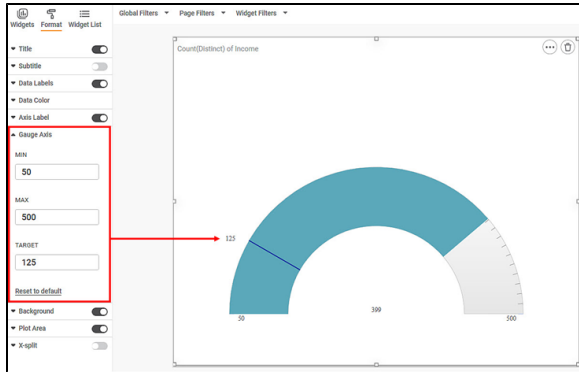 Global Filters Page Filters Widget Filters
Widgets Format Widget List
Title
Subtitle
Data Labels
Data Color
Axis Label
Gauge Axis
MIN
50
MAX
500
TARGET
125
Reset to default
Background
Plot Area
X-split
Count(Distinct) of Income
125
50
399
500